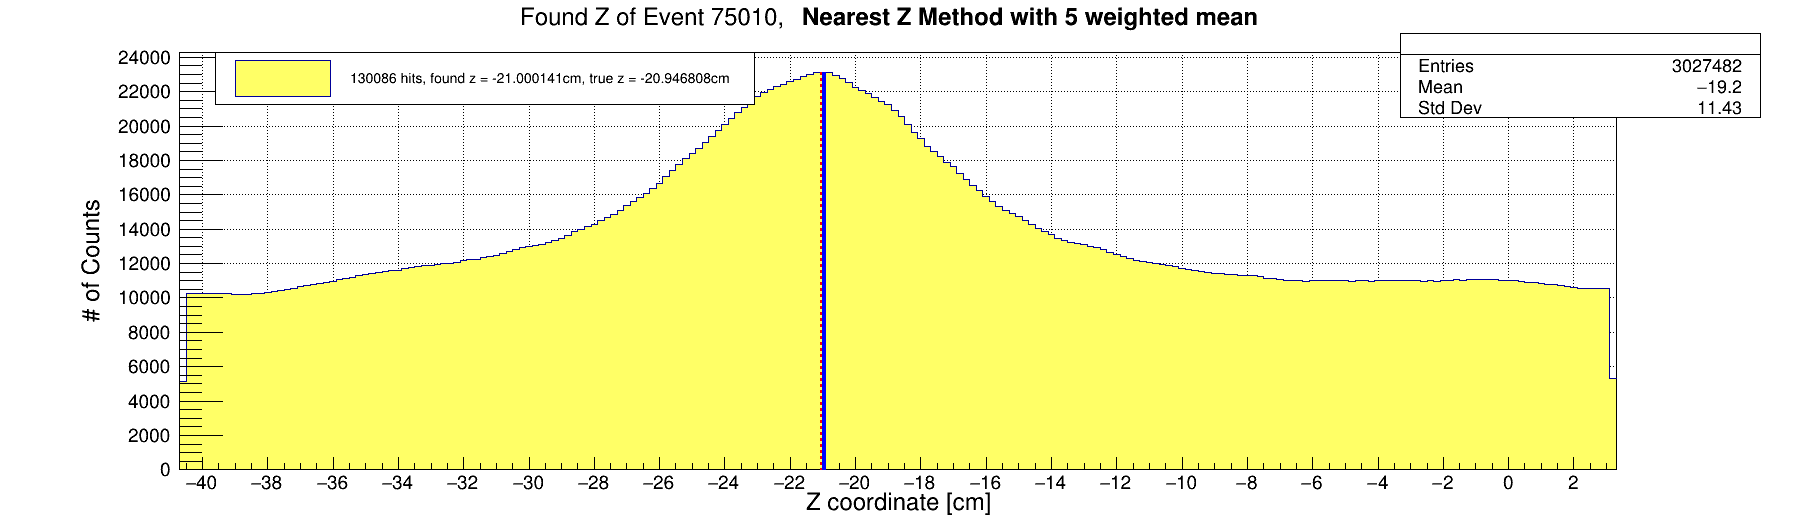 Found Z of Event 75010, Nearest Z Method with 5 weighted mean
130086 hits, found z = -21.000141cm, true z = -20.946808cm
Entries 3027482
Mean −19.2
Std Dev 11.43
# of Counts
24000
22000
20000
18000
16000
14000
12000
10000
8000
6000
4000
2000
0
−40 −38 −36 −34 −32 −30 −28 −26 −24 −22 −20 −18 −16 −14 −12 −10 −8 −6 −4 −2 0 2
Z coordinate [cm]